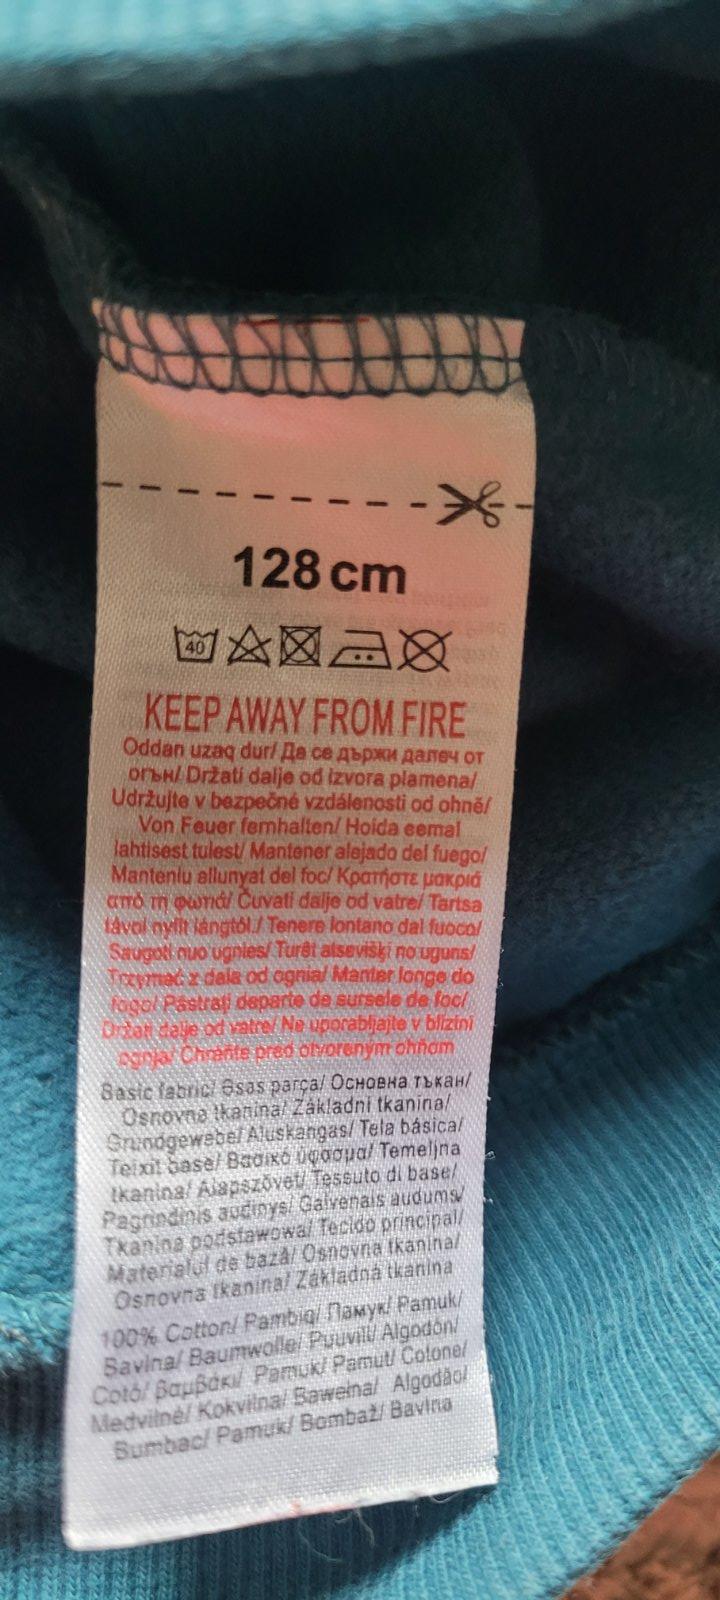 128 cm
40
KEEP AWAY FROM FIRE
Oddan uzaq dur/ Да се държи далеч от
огън/ Držati dalje od izvora plamena/
Udržujte v bezpečné vzdálenosti od ohně/
Von Feuer fernhalten/ Hoida eemal
lahtisest tulest/ Mantener alejado del fuego/
Manteniu allunyat del foc/ Κρατήστε μακριά
από τη φωτιά/ Čuvati dalje od vatre/ Tartsa
távol nyílt lángtól./ Tenere lontano dal fuoco/
Saugoti nuo ugnies/ Turēt atsevišķi no uguns/
Trzymać z dala od ognia/ Manter longe do
fogo/ Păstrați departe de sursele de foc/
Držati dalje od vatre/ Ne uporabljajte v bližini
ognja/ Chráňte pred otvoreným ohňom
Basic fabric/ Əsas parça/ Основна тъкан/
Osnovna tkanina/ Základní tkanina/
Grundgewebe/ Aluskangas/ Tela básica/
Teixit base/ Βασικό ύφασμα/ Temeljna
tkanina/ Alapszövet/ Tessuto di base/
Pagrindinis audinys/ Galvenais audums/
Tkanina podstawowa/ Tecido principal/
Materialul de bază/ Osnovna tkanina/
Osnovna tkanina/ Základná tkanina
100% Cotton/ Pambıq/ Памук/ Pamuk/
Bavlna/ Baumwolle/ Puuvill/ Algodón/
Cotó/ βαμβάκι/ Pamuk/ Pamut/ Cotone/
Medvilnė/ Kokvilna/ Bawełna/ Algodão/
Bumbac/ Pamuk/ Bombaž/ Bavlna